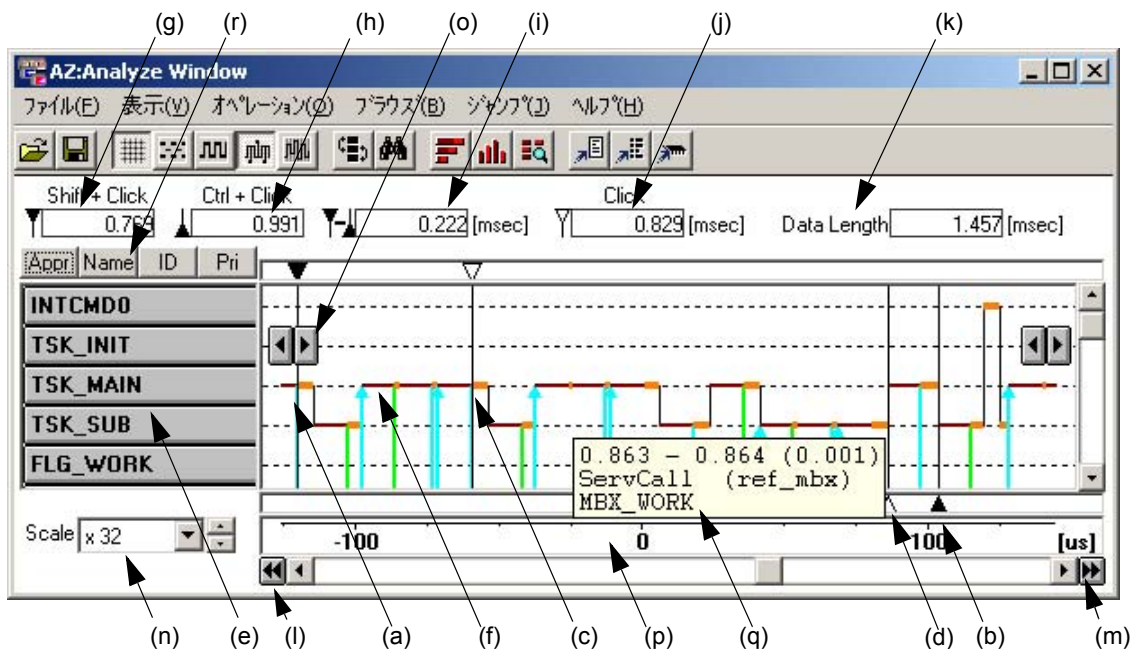 (g) (r) (o) (h) (i) (j) (k)
AZ:Analyze Window
ファイル(F) 表示(V) オペレーション(O) ブラウズ(B) ジャンプ(J) ヘルプ(H)
Shift + Click Ctrl + Click Click
0.769 0.991 0.222 [msec] 0.829 [msec] Data Length 1.457 [msec]
Appr Name ID Pri
INTCMD0
TSK_INIT
TSK_MAIN
TSK_SUB
FLG_WORK
0.863 – 0.864 (0.001)
ServCall (ref_mbx)
MBX_WORK
Scale x 32
-100 0 100 [us]
(n) (e) (l) (a) (f) (c) (p) (q) (d) (b) (m)